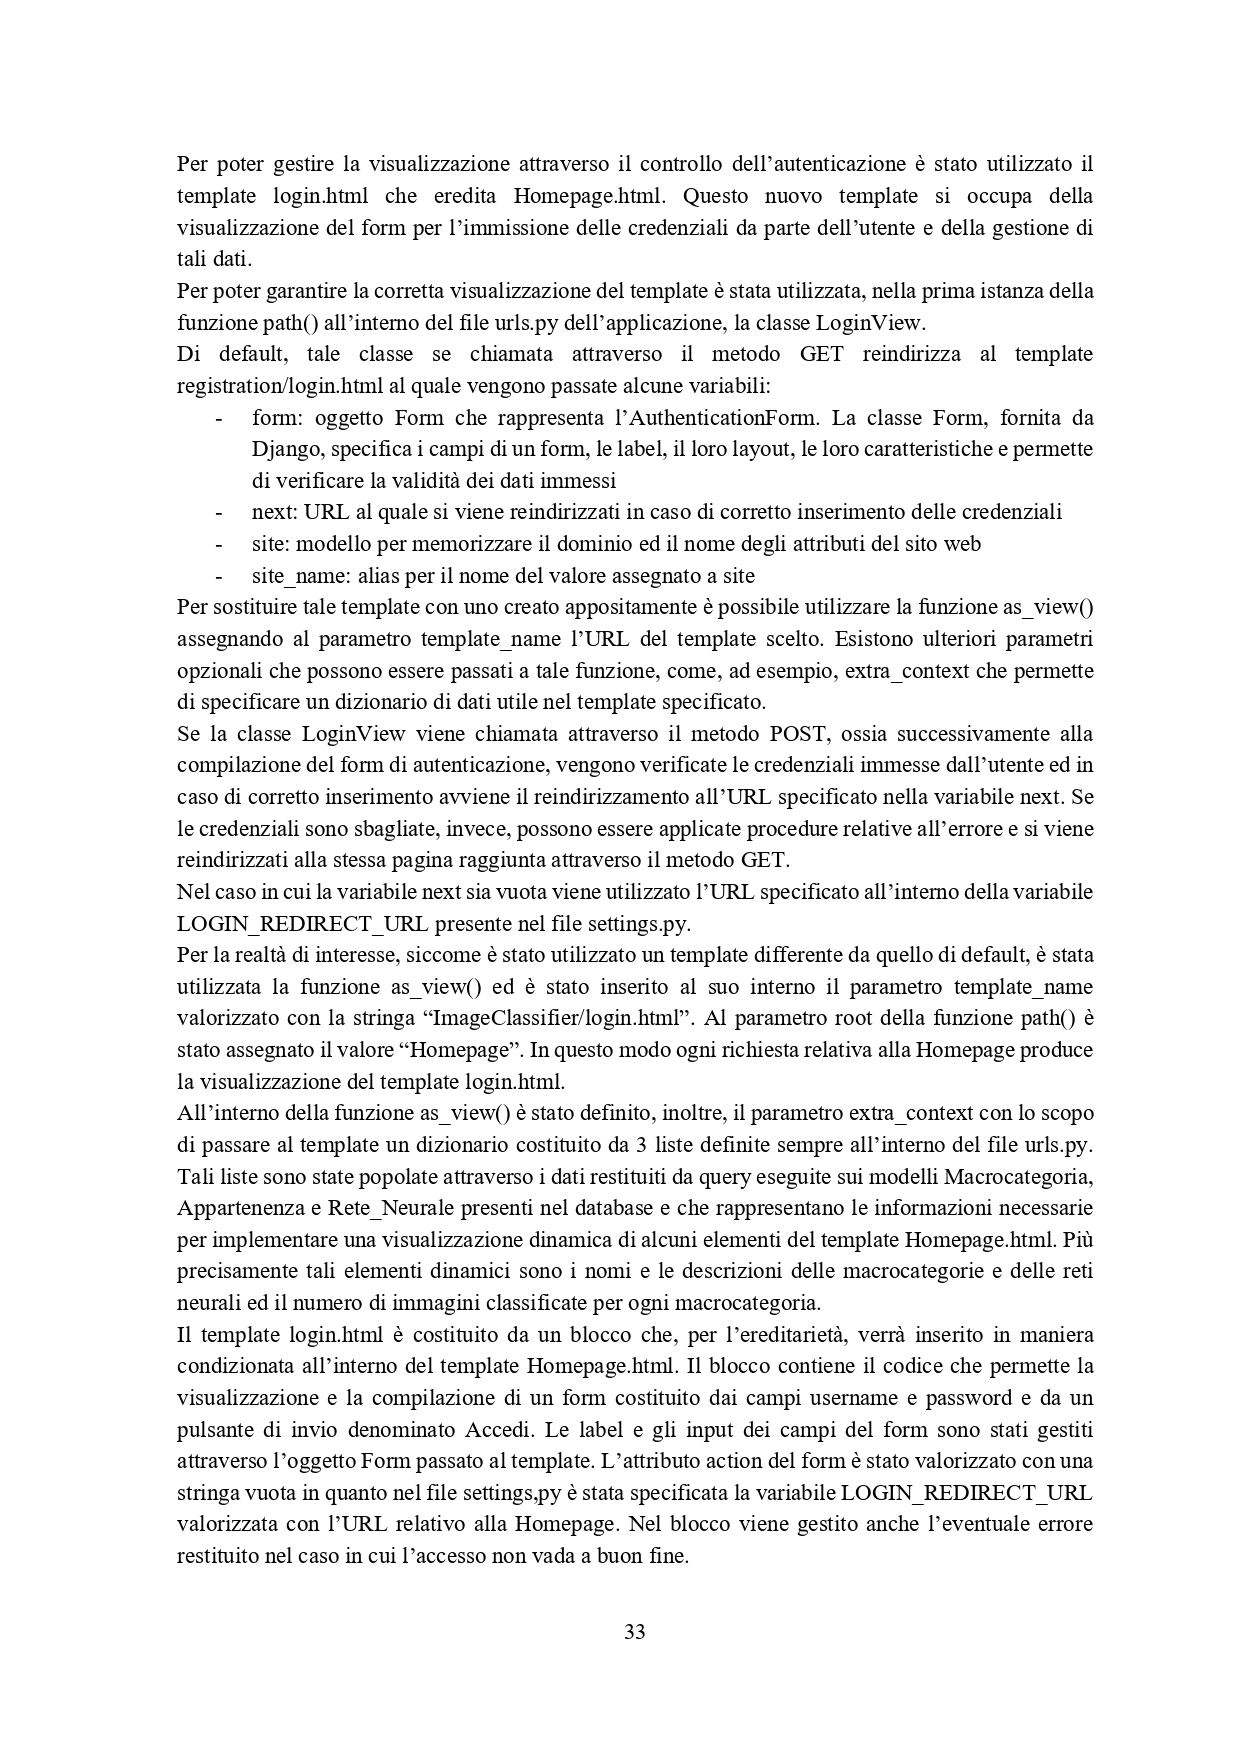 Per poter gestire la visualizzazione attraverso il controllo dell’autenticazione è stato utilizzato il
template login.html che eredita Homepage.html. Questo nuovo template si occupa della
visualizzazione del form per l’immissione delle credenziali da parte dell’utente e della gestione di
tali dati.
Per poter garantire la corretta visualizzazione del template è stata utilizzata, nella prima istanza della
funzione path() all’interno del file urls.py dell’applicazione, la classe LoginView.
Di default, tale classe se chiamata attraverso il metodo GET reindirizza al template
registration/login.html al quale vengono passate alcune variabili:
- form: oggetto Form che rappresenta l’AuthenticationForm. La classe Form, fornita da
Django, specifica i campi di un form, le label, il loro layout, le loro caratteristiche e permette
di verificare la validità dei dati immessi
- next: URL al quale si viene reindirizzati in caso di corretto inserimento delle credenziali
- site: modello per memorizzare il dominio ed il nome degli attributi del sito web
- site_name: alias per il nome del valore assegnato a site
Per sostituire tale template con uno creato appositamente è possibile utilizzare la funzione as_view()
assegnando al parametro template_name l’URL del template scelto. Esistono ulteriori parametri
opzionali che possono essere passati a tale funzione, come, ad esempio, extra_context che permette
di specificare un dizionario di dati utile nel template specificato.
Se la classe LoginView viene chiamata attraverso il metodo POST, ossia successivamente alla
compilazione del form di autenticazione, vengono verificate le credenziali immesse dall’utente ed in
caso di corretto inserimento avviene il reindirizzamento all’URL specificato nella variabile next. Se
le credenziali sono sbagliate, invece, possono essere applicate procedure relative all’errore e si viene
reindirizzati alla stessa pagina raggiunta attraverso il metodo GET.
Nel caso in cui la variabile next sia vuota viene utilizzato l’URL specificato all’interno della variabile
LOGIN_REDIRECT_URL presente nel file settings.py.
Per la realtà di interesse, siccome è stato utilizzato un template differente da quello di default, è stata
utilizzata la funzione as_view() ed è stato inserito al suo interno il parametro template_name
valorizzato con la stringa “ImageClassifier/login.html”. Al parametro root della funzione path() è
stato assegnato il valore “Homepage”. In questo modo ogni richiesta relativa alla Homepage produce
la visualizzazione del template login.html.
All’interno della funzione as_view() è stato definito, inoltre, il parametro extra_context con lo scopo
di passare al template un dizionario costituito da 3 liste definite sempre all’interno del file urls.py.
Tali liste sono state popolate attraverso i dati restituiti da query eseguite sui modelli Macrocategoria,
Appartenenza e Rete_Neurale presenti nel database e che rappresentano le informazioni necessarie
per implementare una visualizzazione dinamica di alcuni elementi del template Homepage.html. Più
precisamente tali elementi dinamici sono i nomi e le descrizioni delle macrocategorie e delle reti
neurali ed il numero di immagini classificate per ogni macrocategoria.
Il template login.html è costituito da un blocco che, per l’ereditarietà, verrà inserito in maniera
condizionata all’interno del template Homepage.html. Il blocco contiene il codice che permette la
visualizzazione e la compilazione di un form costituito dai campi username e password e da un
pulsante di invio denominato Accedi. Le label e gli input dei campi del form sono stati gestiti
attraverso l’oggetto Form passato al template. L’attributo action del form è stato valorizzato con una
stringa vuota in quanto nel file settings,py è stata specificata la variabile LOGIN_REDIRECT_URL
valorizzata con l’URL relativo alla Homepage. Nel blocco viene gestito anche l’eventuale errore
restituito nel caso in cui l’accesso non vada a buon fine.
33